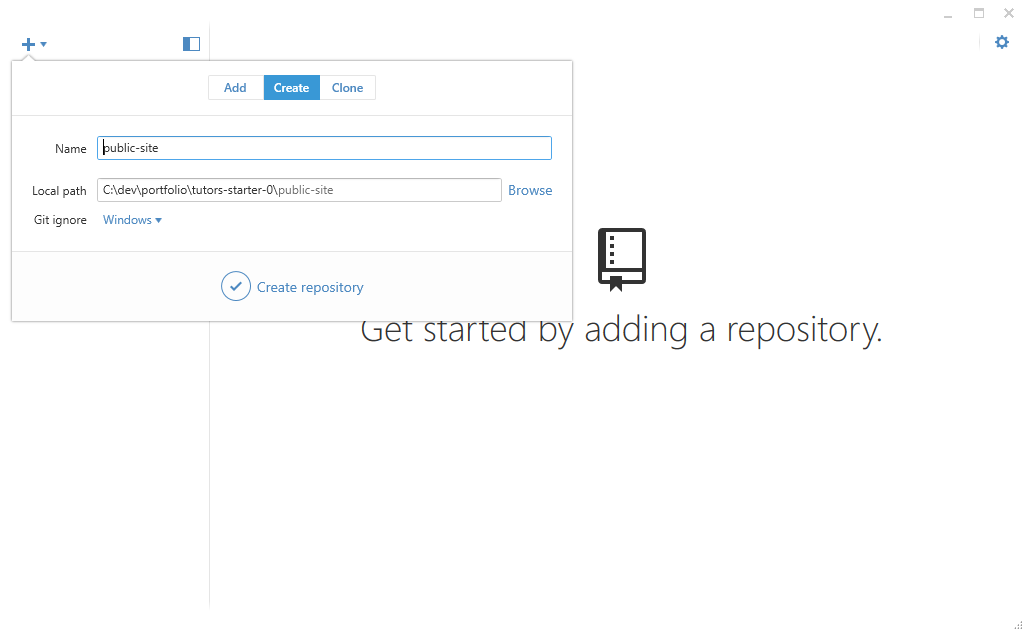 Add Create Clone
Name public-site
Local path C:\dev\portfolio\tutors-starter-0\public-site Browse
Git ignore Windows
Create repository
Get started by adding a repository.